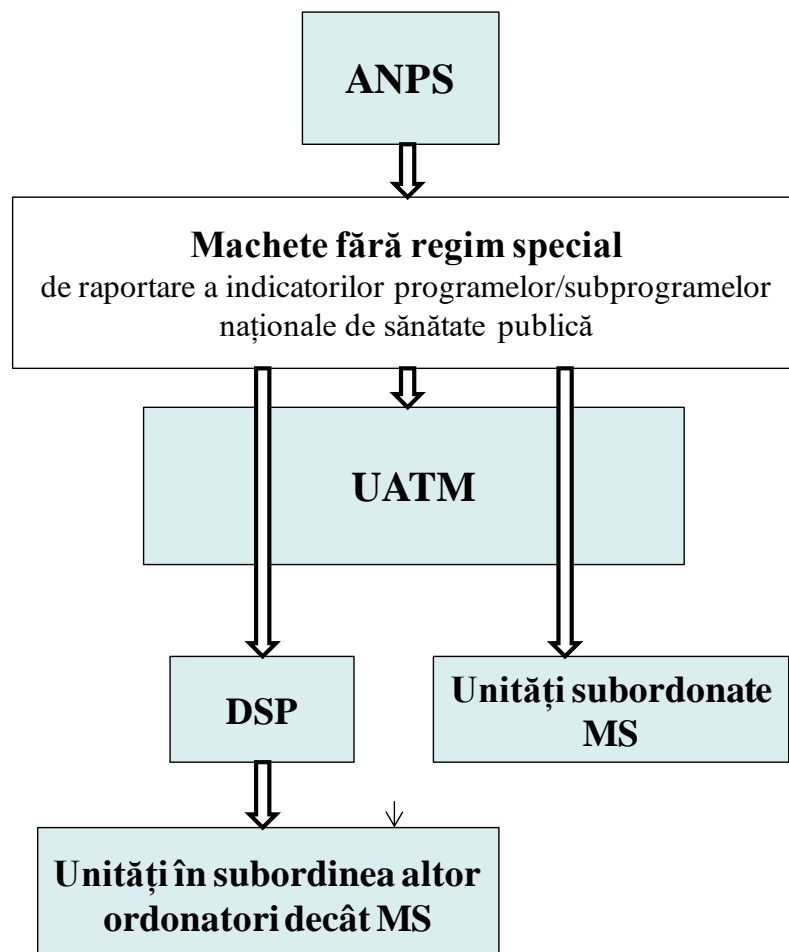 ANPS
Machete fără regim special
de raportare a indicatorilor programelor/subprogramelor
naționale de sănătate publică
UATM
DSP
Unități subordonate
MS
Unități în subordinea altor
ordonatori decât MS